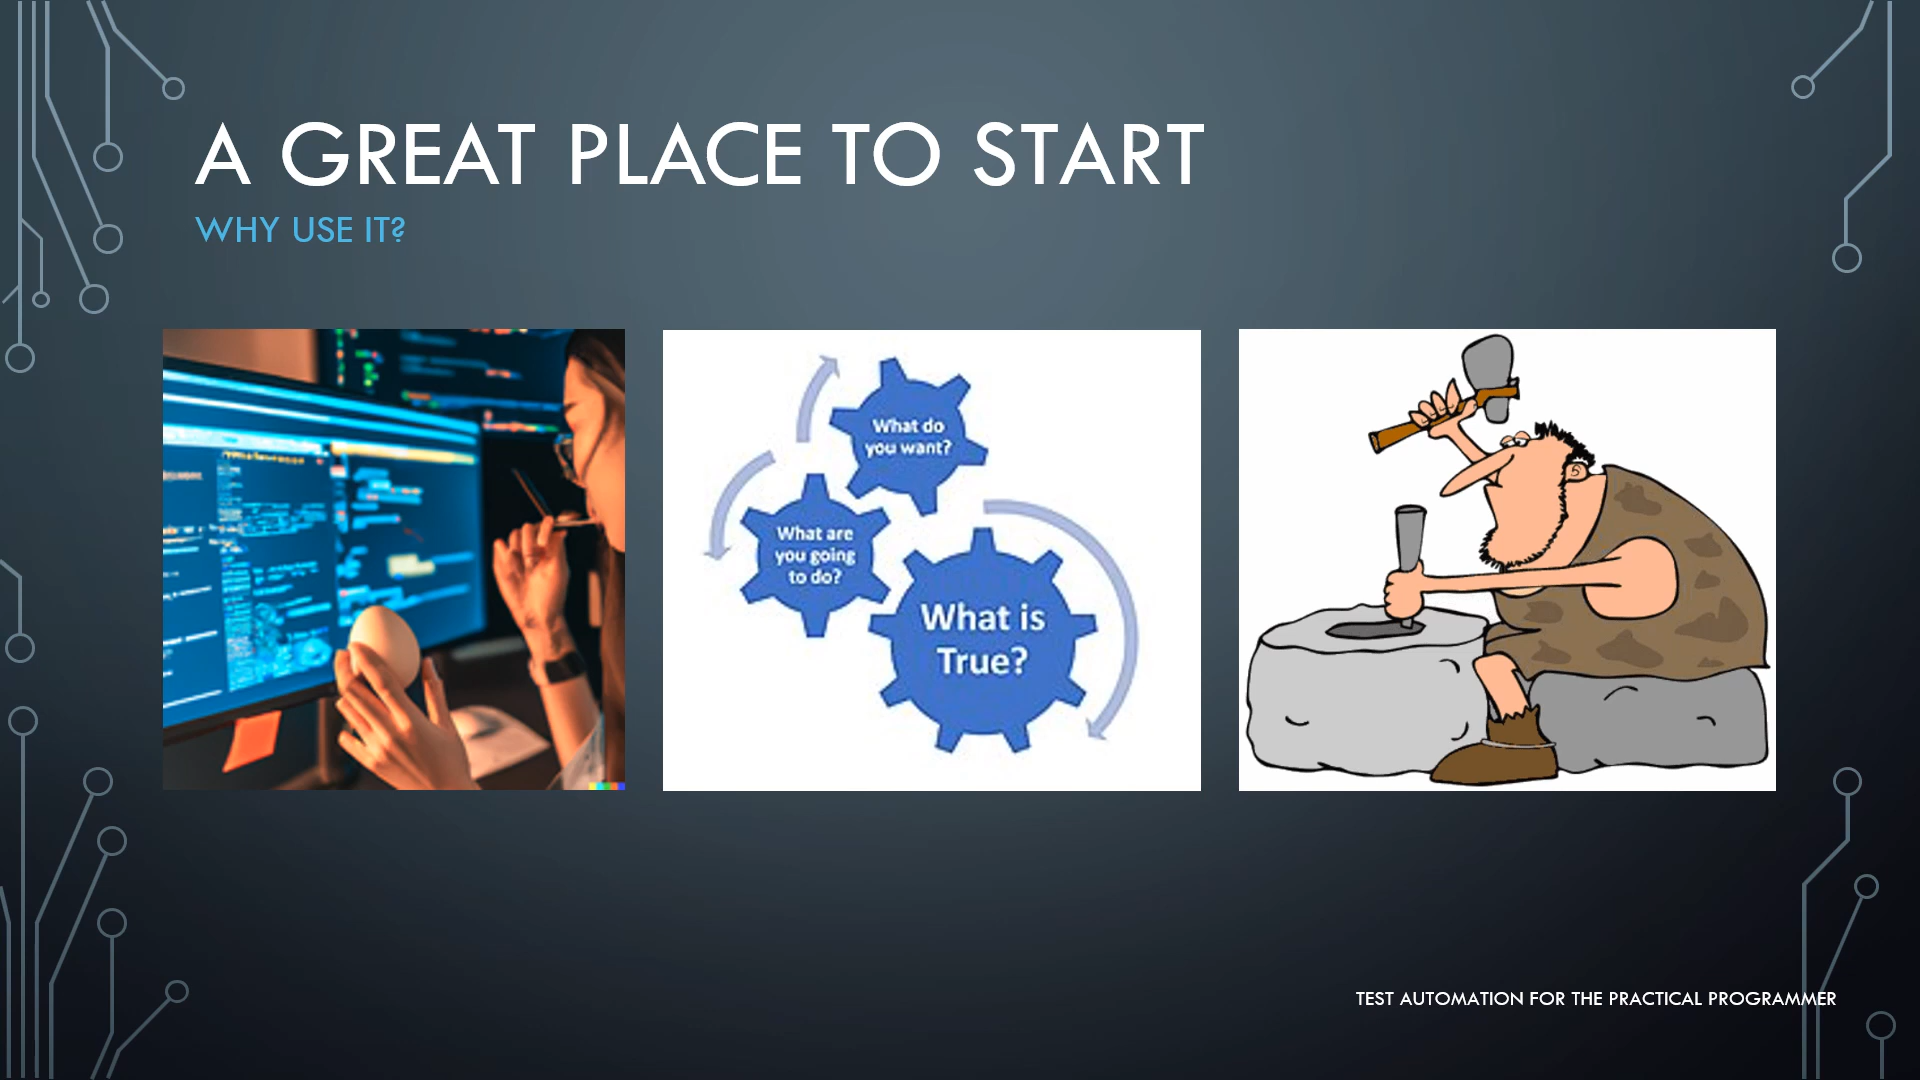 A GREAT PLACE TO START
WHY USE IT?
What do
you want?
What are
you going
to do?
What is
True?
TEST AUTOMATION FOR THE PRACTICAL PROGRAMMER